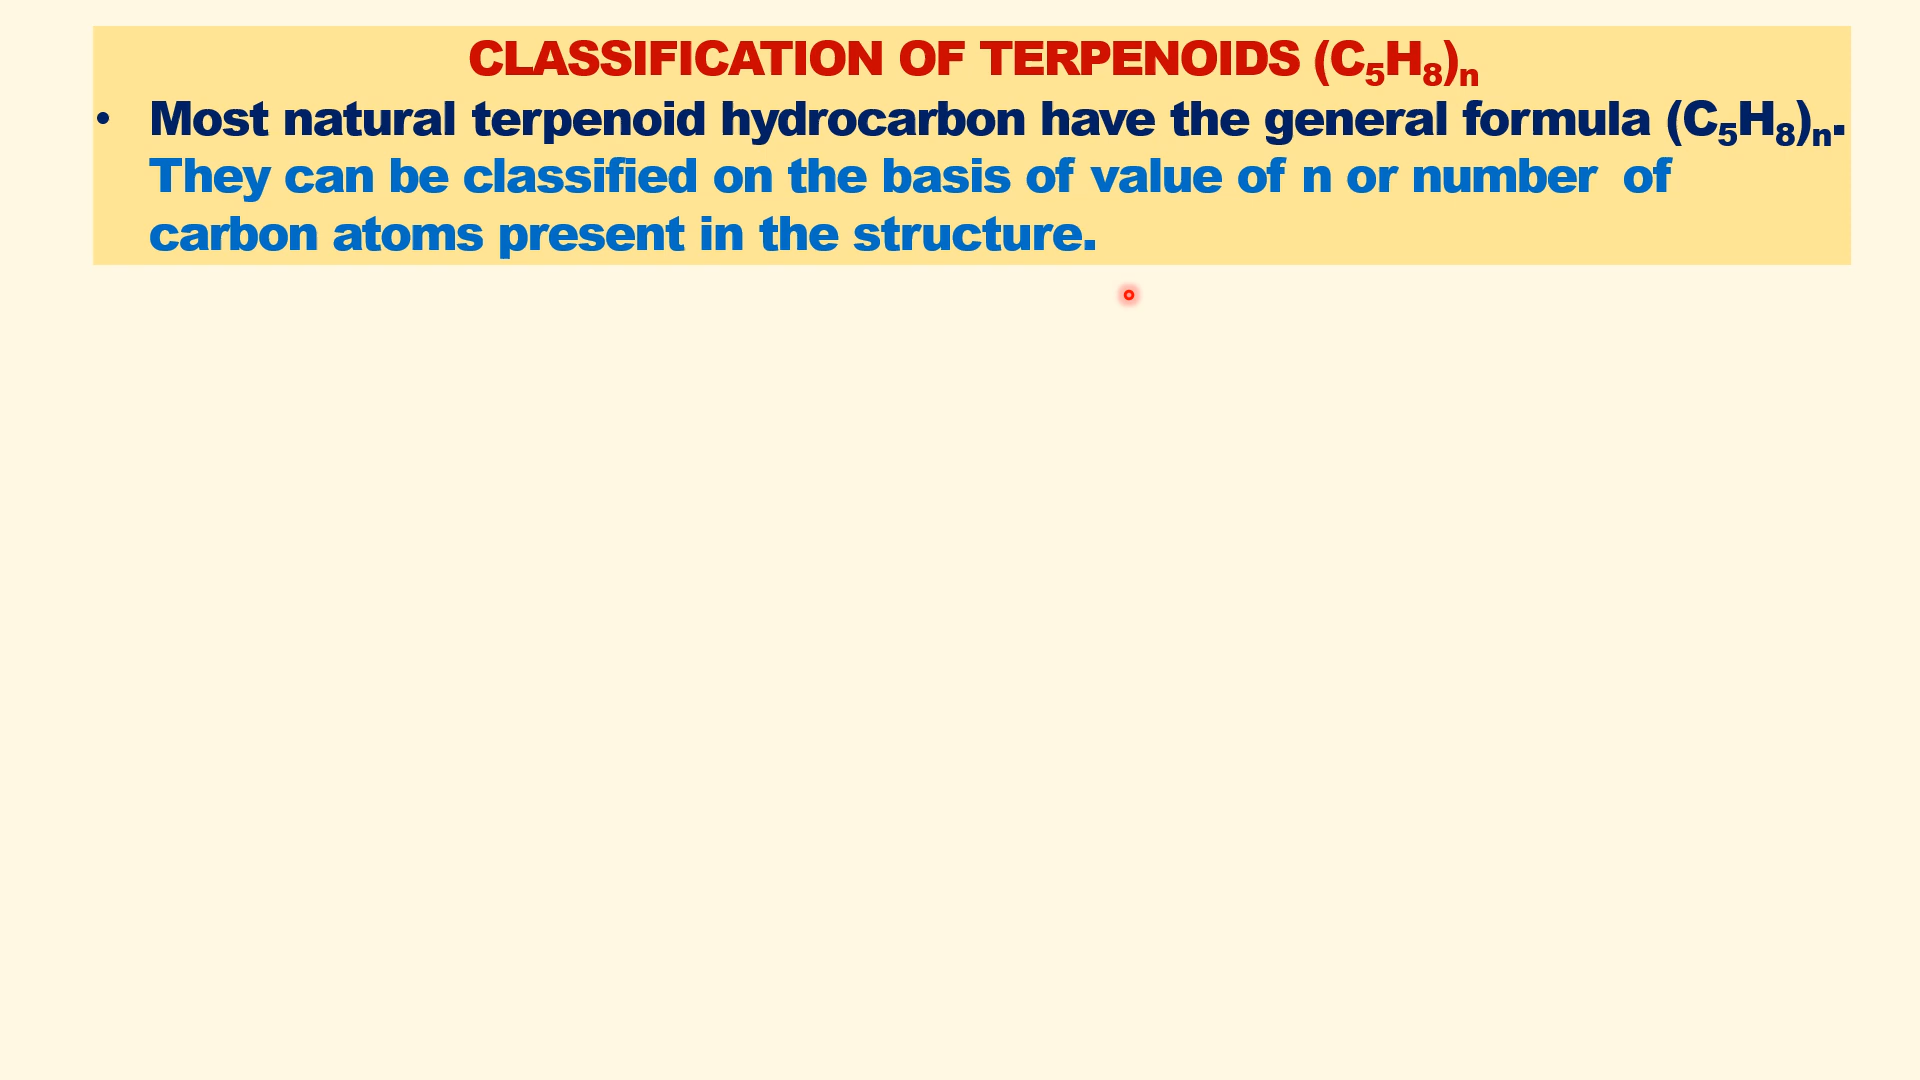 CLASSIFICATION OF TERPENOIDS (C₅H₈)ₙ
• Most natural terpenoid hydrocarbon have the general formula (C₅H₈)ₙ.
They can be classified on the basis of value of n or number of
carbon atoms present in the structure.